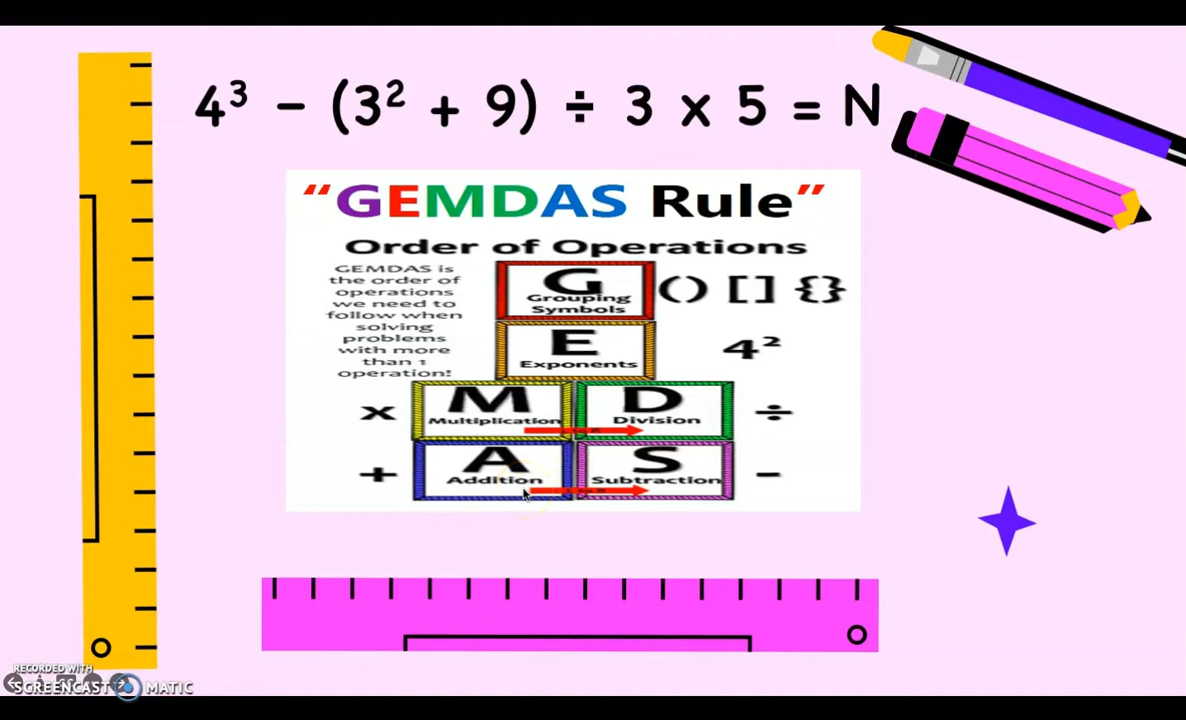 4³ – (3² + 9) ÷ 3 x 5 = N
“GEMDAS Rule”
Order of Operations
GEMDAS is
the order of
operations
we need to
follow when
solving
problems
with more
than 1
operation!
G
Grouping
Symbols
( ) [ ] { }
E
Exponents
4²
x
M
Multiplication
D
Division
÷
+
A
Addition
S
Subtraction
–
RECORDED WITH
SCREENCAST MATIC